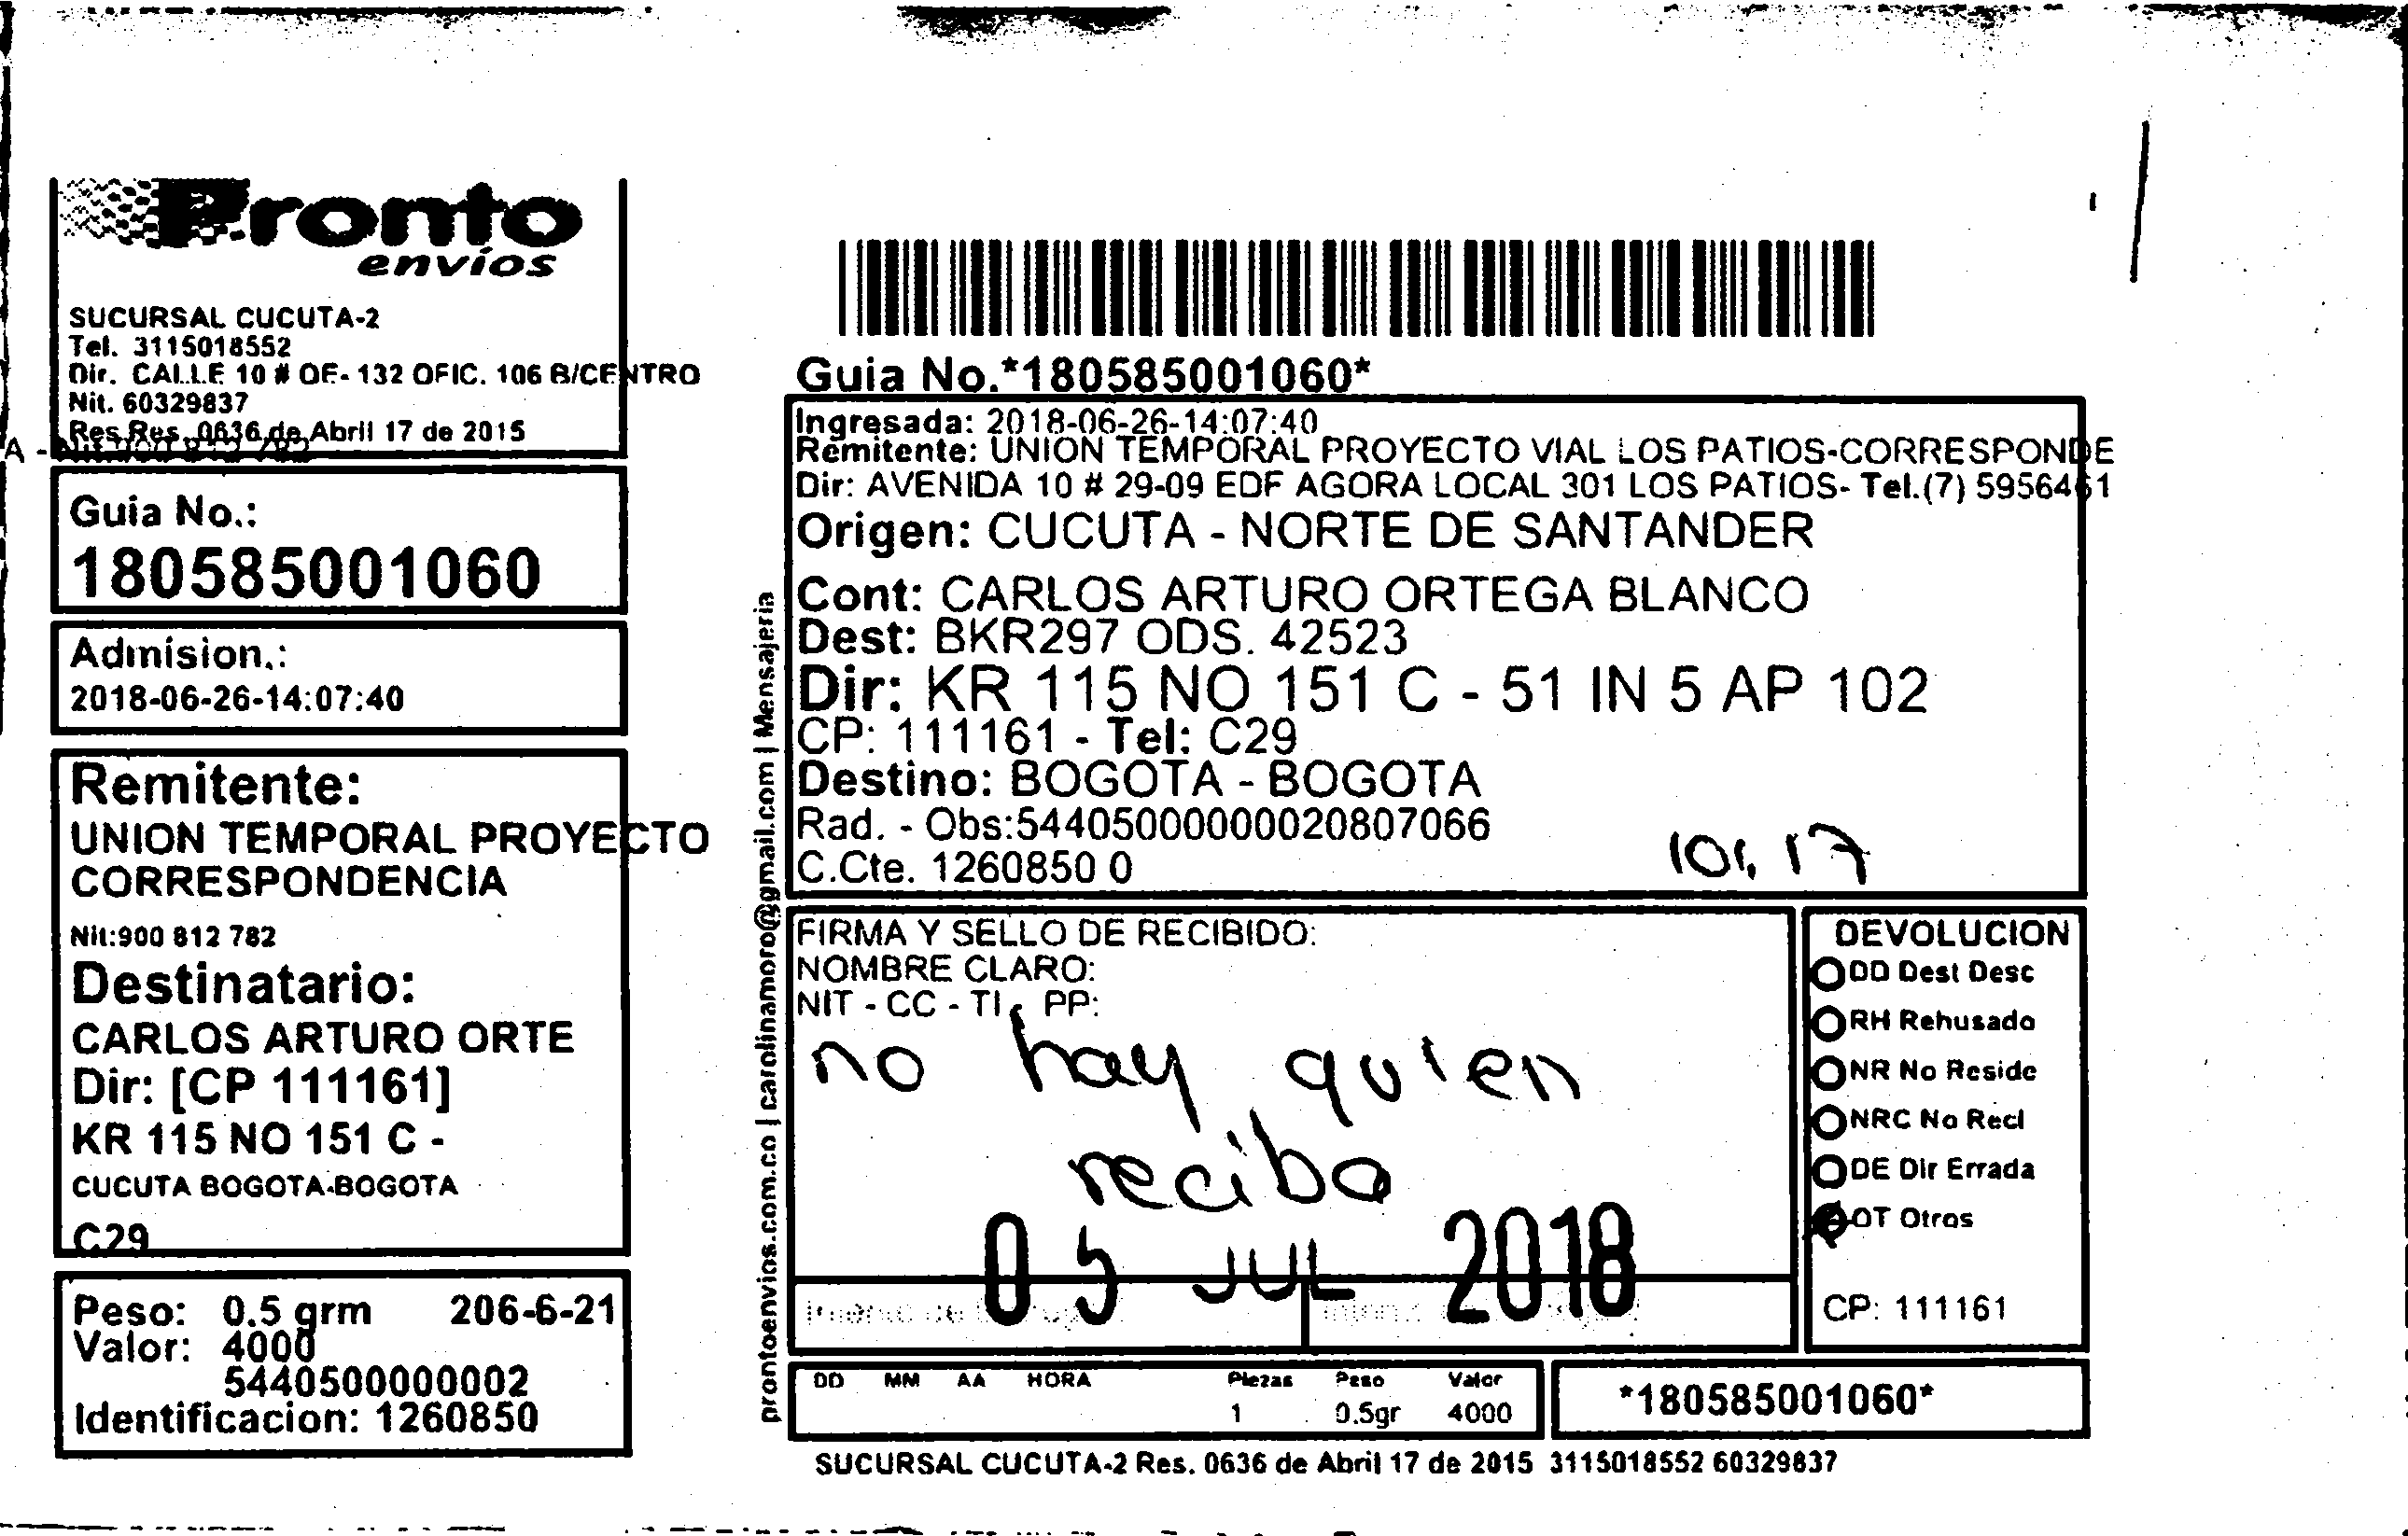 Pronto
envíos
SUCURSAL CUCUTA-2
Tel. 3115018552
Dir. CALLE 10 # OE-132 OFIC. 106 B/CENTRO
Nit. 60329837
Res Res. 0636 de Abril 17 de 2015
Guia No.:
180585001060
Admision.:
2018-06-26-14:07:40
Remitente:
UNION TEMPORAL PROYECTO
CORRESPONDENCIA
Nit:900 812 782
Destinatario:
CARLOS ARTURO ORTE
Dir: [CP 111161]
KR 115 NO 151 C -
CUCUTA BOGOTA-BOGOTA
C29
Peso: 0.5 grm 206-6-21
Valor: 4000
5440500000002
Identificacion: 1260850
prontoenvios.com.co | carolinamoro@gmail.com | Mensajeria
Guia No.*180585001060*
Ingresada: 2018-06-26-14:07:40
Remitente: UNION TEMPORAL PROYECTO VIAL LOS PATIOS-CORRESPONDE
Dir: AVENIDA 10 # 29-09 EDF AGORA LOCAL 301 LOS PATIOS- Tel.(7) 5956461
Origen: CUCUTA - NORTE DE SANTANDER
Cont: CARLOS ARTURO ORTEGA BLANCO
Dest: BKR297 ODS. 42523
Dir: KR 115 NO 151 C - 51 IN 5 AP 102
CP: 111161 - Tel: C29
Destino: BOGOTA - BOGOTA
Rad. - Obs:544050000000020807066
C.Cte. 1260850 0
FIRMA Y SELLO DE RECIBIDO:
NOMBRE CLARO:
NIT - CC - TI - PP:
no hay quien
reciba
05 JUL 2018
DEVOLUCION
DD Dest Desc
RH Rehusado
NR No Reside
NRC No Recl
DE Dir Errada
OT Otros
CP: 111161
DD MM AA HORA Piezas Peso Valor
1 0.5gr 4000
*180585001060*
SUCURSAL CUCUTA-2 Res. 0636 de Abril 17 de 2015 3115018552 60329837